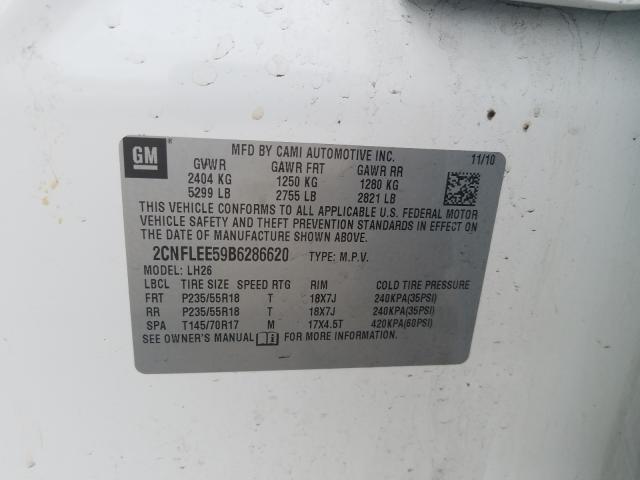 GM
MFD BY CAMI AUTOMOTIVE INC. 11/10
GVWR GAWR FRT GAWR RR
2404 KG 1250 KG 1280 KG
5299 LB 2755 LB 2821 LB
THIS VEHICLE CONFORMS TO ALL APPLICABLE U.S. FEDERAL MOTOR
VEHICLE SAFETY AND THEFT PREVENTION STANDARDS IN EFFECT ON THE
DATE OF MANUFACTURE SHOWN ABOVE.
2CNFLEE59B6286620 TYPE: M.P.V.
MODEL: LH26
LBCL TIRE SIZE SPEED RTG RIM COLD TIRE PRESSURE
FRT P235/55R18 T 18X7J 240KPA(35PSI)
RR P235/55R18 T 18X7J 240KPA(35PSI)
SPA T145/70R17 M 17X4.5T 420KPA(60PSI)
SEE OWNER'S MANUAL FOR MORE INFORMATION.